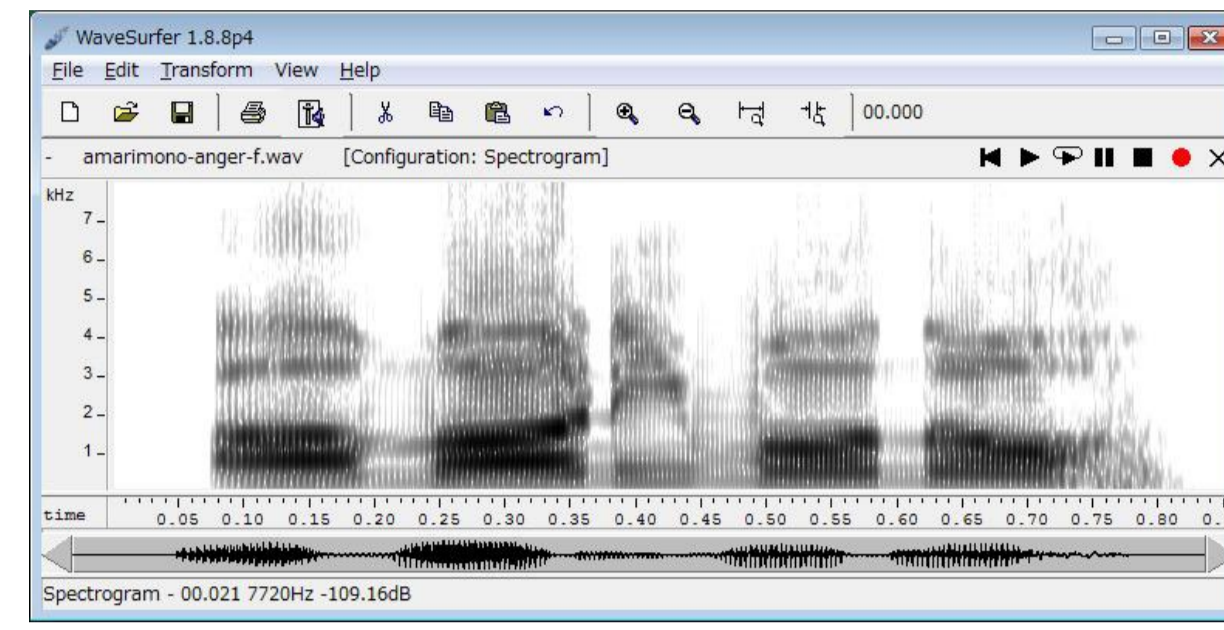 WaveSurfer 1.8.8p4
File Edit Transform View Help
00.000
- amarimono-anger-f.wav [Configuration: Spectrogram]
kHz
7
6
5
4
3
2
1
time 0.05 0.10 0.15 0.20 0.25 0.30 0.35 0.40 0.45 0.50 0.55 0.60 0.65 0.70 0.75 0.80 0.
Spectrogram - 00.021 7720Hz -109.16dB